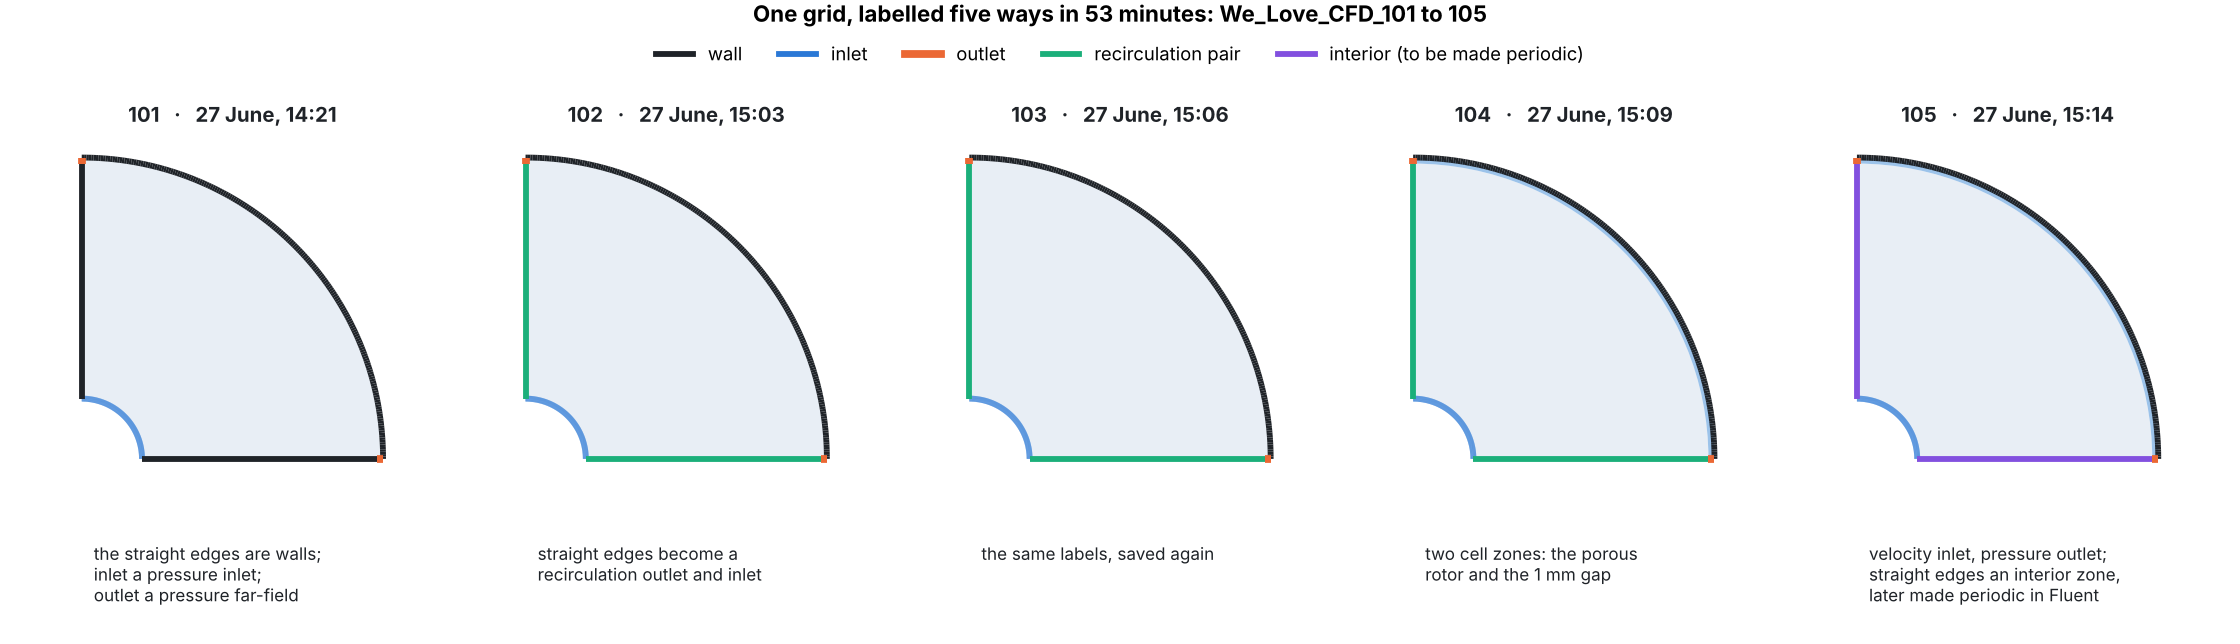 One grid, labelled five ways in 53 minutes: We_Love_CFD_101 to 105
wall inlet outlet recirculation pair interior (to be made periodic)
101 · 27 June, 14:21
102 · 27 June, 15:03
103 · 27 June, 15:06
104 · 27 June, 15:09
105 · 27 June, 15:14
the straight edges are walls;
inlet a pressure inlet;
outlet a pressure far-field
straight edges become a
recirculation outlet and inlet
the same labels, saved again
two cell zones: the porous
rotor and the 1 mm gap
velocity inlet, pressure outlet;
straight edges an interior zone,
later made periodic in Fluent